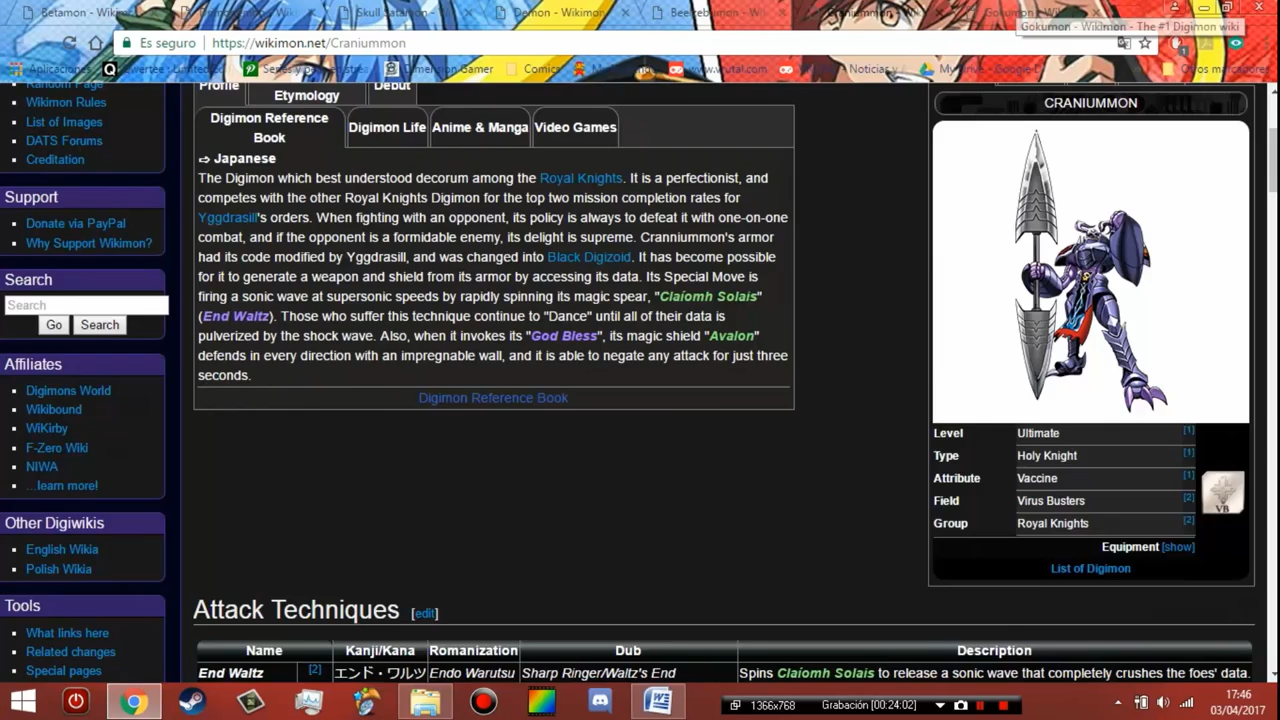 Betamon - Wikim
Skull Satamon -
Demon - Wikimon
Beelzebumon - Wik
Craniummon - Wik
Gokumon - Wik
Gokumon - Wikimon - The #1 Digimon wiki
Es seguro | https://wikimon.net/Craniummon
Aplicaciones
Dimension Gamer
Comics
Noticias y
My Drive - Google D
Otros marcadores
Random Page
Wikimon Rules
List of Images
DATS Forums
Creditation
Support
Donate via PayPal
Why Support Wikimon?
Search
Search
Go Search
Affiliates
Digimons World
Wikibound
WiKirby
F-Zero Wiki
NIWA
...learn more!
Other Digiwikis
English Wikia
Polish Wikia
Tools
What links here
Related changes
Special pages
Profile Etymology Debut
Digimon Reference Book
Digimon Life Anime & Manga Video Games
⇨ Japanese
The Digimon which best understood decorum among the Royal Knights. It is a perfectionist, and
competes with the other Royal Knights Digimon for the top two mission completion rates for
Yggdrasill's orders. When fighting with an opponent, its policy is always to defeat it with one-on-one
combat, and if the opponent is a formidable enemy, its delight is supreme. Cranniummon's armor
had its code modified by Yggdrasill, and was changed into Black Digizoid. It has become possible
for it to generate a weapon and shield from its armor by accessing its data. Its Special Move is
firing a sonic wave at supersonic speeds by rapidly spinning its magic spear, "Claíomh Solais"
(End Waltz). Those who suffer this technique continue to "Dance" until all of their data is
pulverized by the shock wave. Also, when it invokes its "God Bless", its magic shield "Avalon"
defends in every direction with an impregnable wall, and it is able to negate any attack for just three
seconds.
Digimon Reference Book
CRANIUMMON
Level Ultimate [1]
Type Holy Knight [1]
Attribute Vaccine [1]
Field Virus Busters [2]
Group Royal Knights [2]
VB
Equipment [show]
List of Digimon
Attack Techniques [edit]
Name Kanji/Kana Romanization Dub Description
End Waltz [2] エンド・ワルツ Endo Warutsu Sharp Ringer/Waltz's End Spins Claíomh Solais to release a sonic wave that completely crushes the foes' data.
1366x768 Grabación [00:24:02]
17:46
03/04/2017